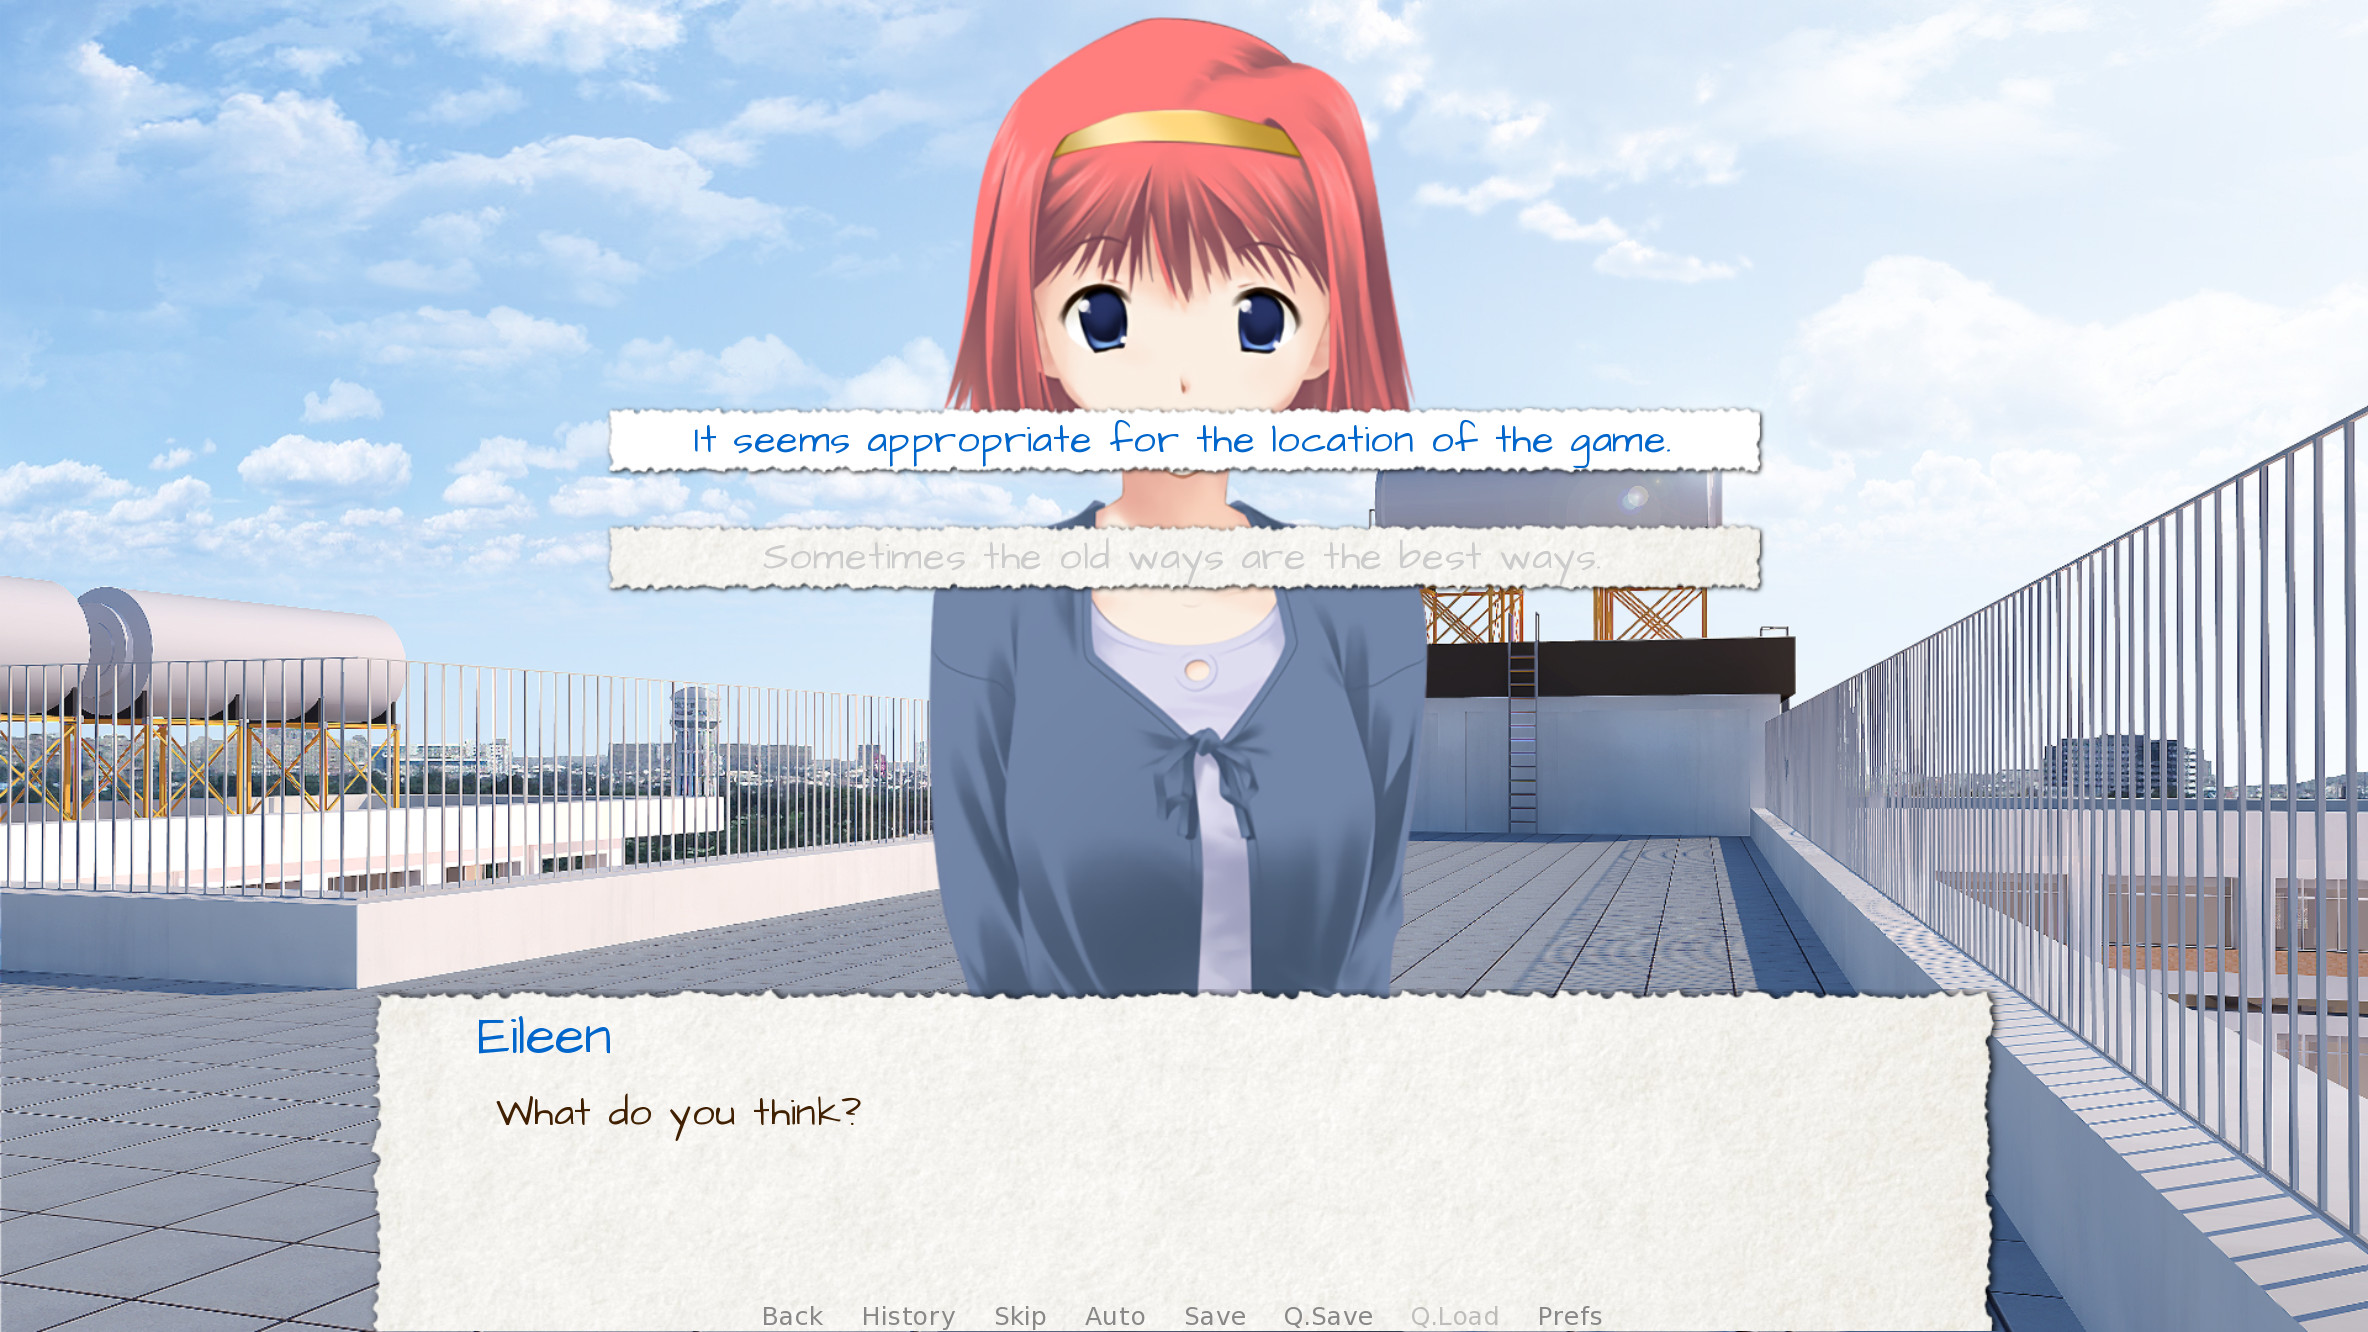 It seems appropriate for the location of the game.
Sometimes the old ways are the best ways.
Eileen
What do you think?
Back History Skip Auto Save Q.Save Q.Load Prefs